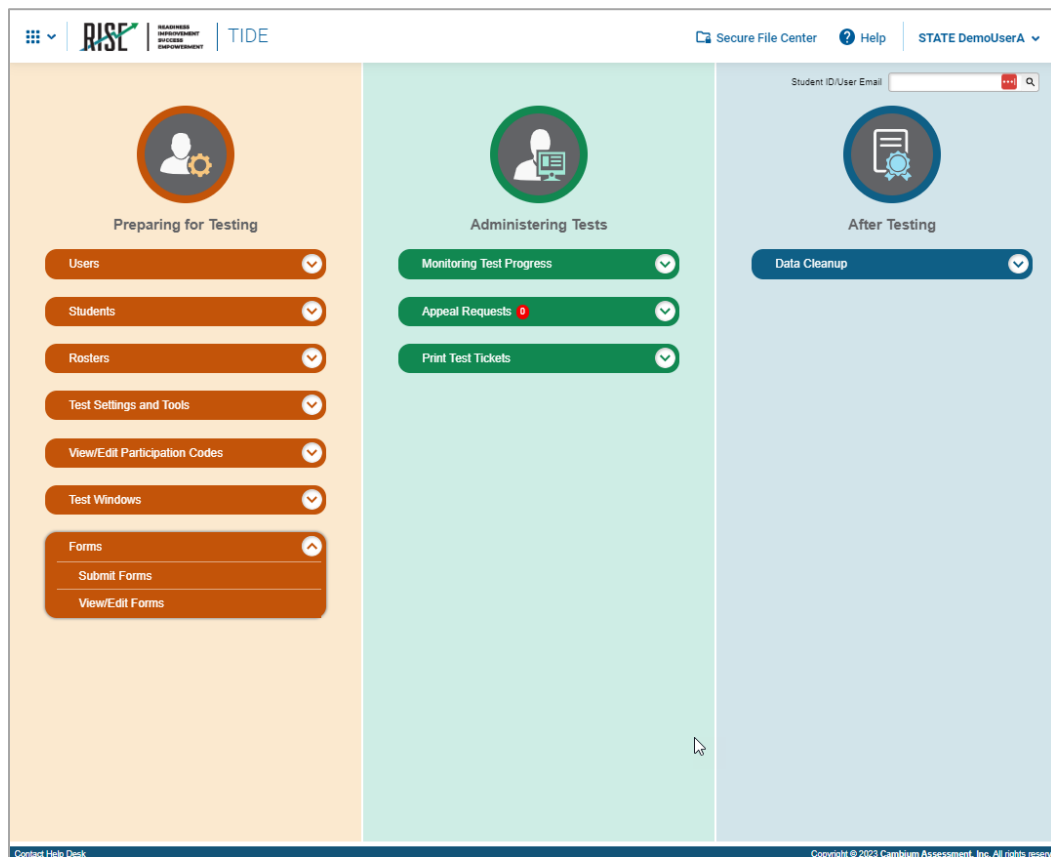 RISE
READINESS
IMPROVEMENT
SUCCESS
EMPOWERMENT
TIDE
Secure File Center
Help
STATE DemoUserA
Student ID/User Email
Preparing for Testing
Users
Students
Rosters
Test Settings and Tools
View/Edit Participation Codes
Test Windows
Forms
Submit Forms
View/Edit Forms
Administering Tests
Monitoring Test Progress
Appeal Requests 0
Print Test Tickets
After Testing
Data Cleanup
Contact Help Desk
Copyright © 2023 Cambium Assessment, Inc. All rights reserv